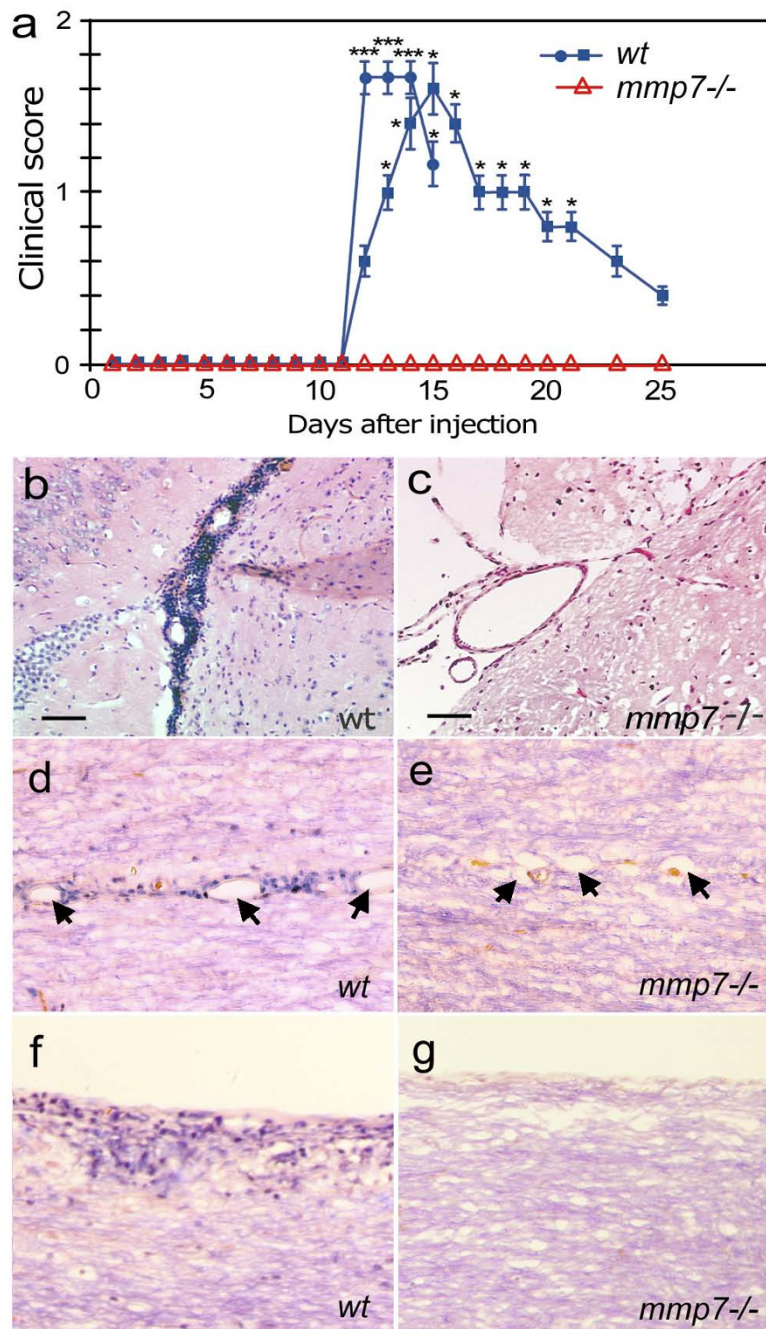 a
2
1
0
Clinical score
*** *** *** * * * * * * * * * *
wt
mmp7-/-
0 5 10 15 20 25
Days after injection
b
wt
c
mmp7 -/-
d
wt
e
mmp7-/-
f
wt
g
mmp7-/-